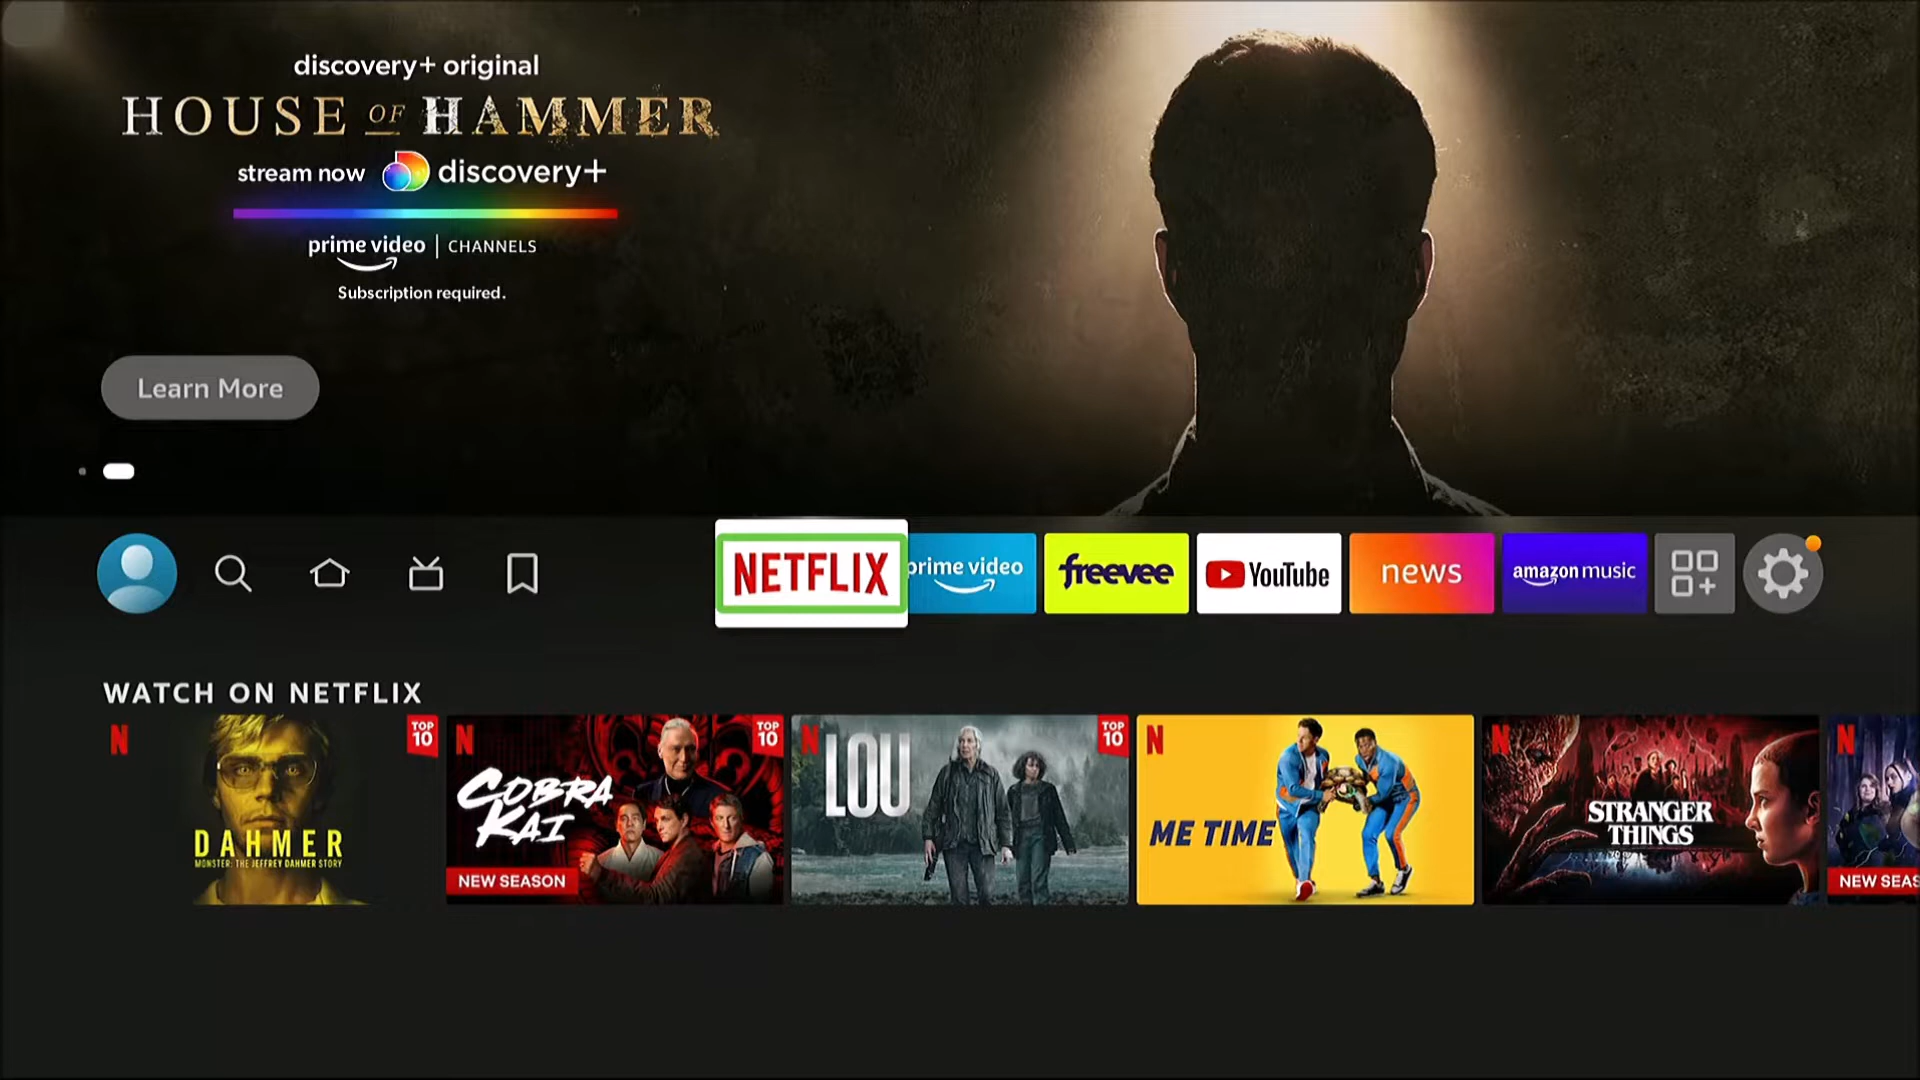 discovery+ original
HOUSE OF HAMMER
stream now discovery+
prime video | CHANNELS
Subscription required.
Learn More
NETFLIX
prime video
freevee
YouTube
news
amazon music
WATCH ON NETFLIX
N
TOP 10
DAHMER
MONSTER: THE JEFFREY DAHMER STORY
N
TOP 10
COBRA KAI
NEW SEASON
N
TOP 10
LOU
N
ME TIME
N
STRANGER THINGS
N
NEW SEAS